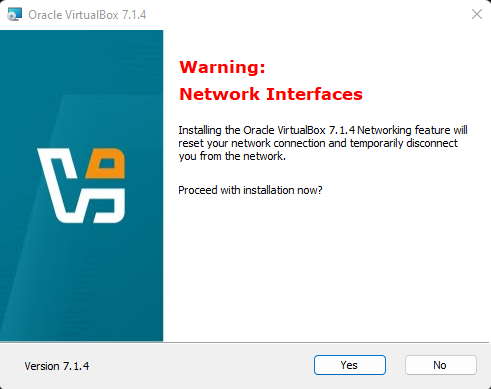 Oracle VirtualBox 7.1.4
Warning:
Network Interfaces
Installing the Oracle VirtualBox 7.1.4 Networking feature will
reset your network connection and temporarily disconnect
you from the network.
Proceed with installation now?
Version 7.1.4
Yes
No